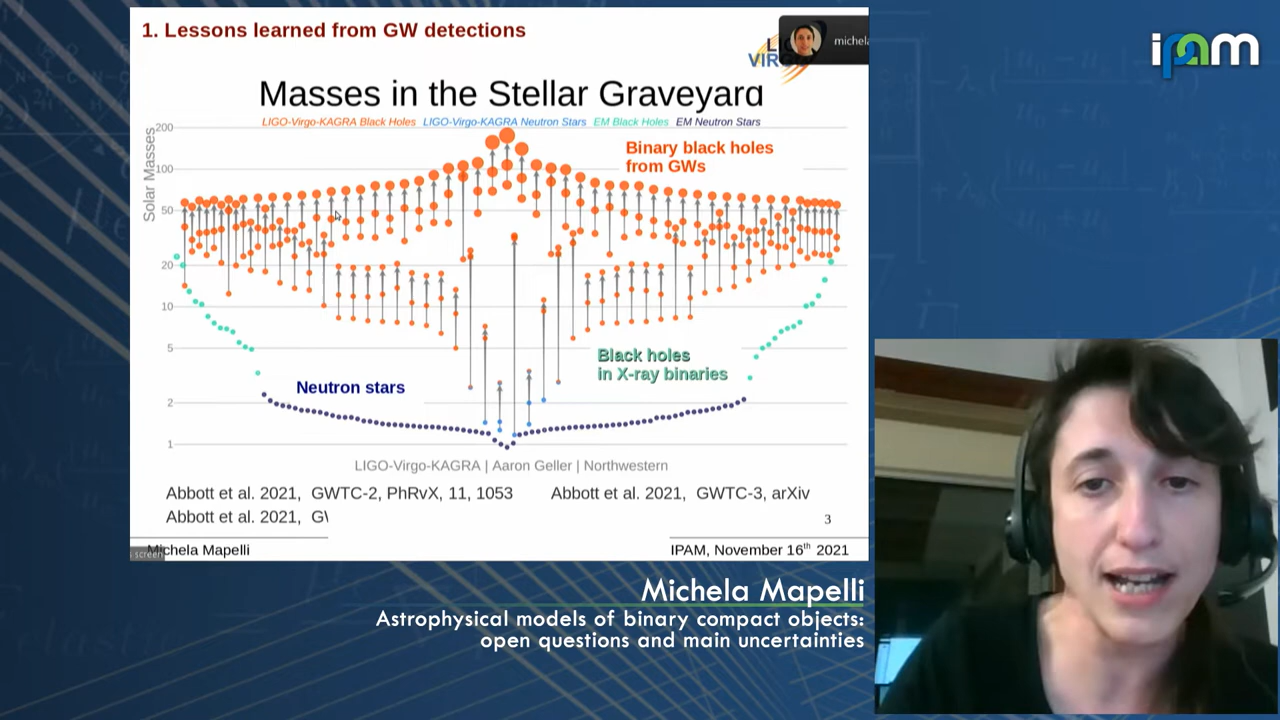 1. Lessons learned from GW detections
michela
Masses in the Stellar Graveyard
LIGO-Virgo-KAGRA Black Holes LIGO-Virgo-KAGRA Neutron Stars EM Black Holes EM Neutron Stars
Solar Masses
200
100
50
20
10
5
2
1
Binary black holes
from GWs
Black holes
in X-ray binaries
Neutron stars
LIGO-Virgo-KAGRA | Aaron Geller | Northwestern
Abbott et al. 2021, GWTC-2, PhRvX, 11, 1053 Abbott et al. 2021, GWTC-3, arXiv
Abbott et al. 2021,
3
Michela Mapelli IPAM, November 16th 2021
screen
ipam
Michela Mapelli
Astrophysical models of binary compact objects:
open questions and main uncertainties